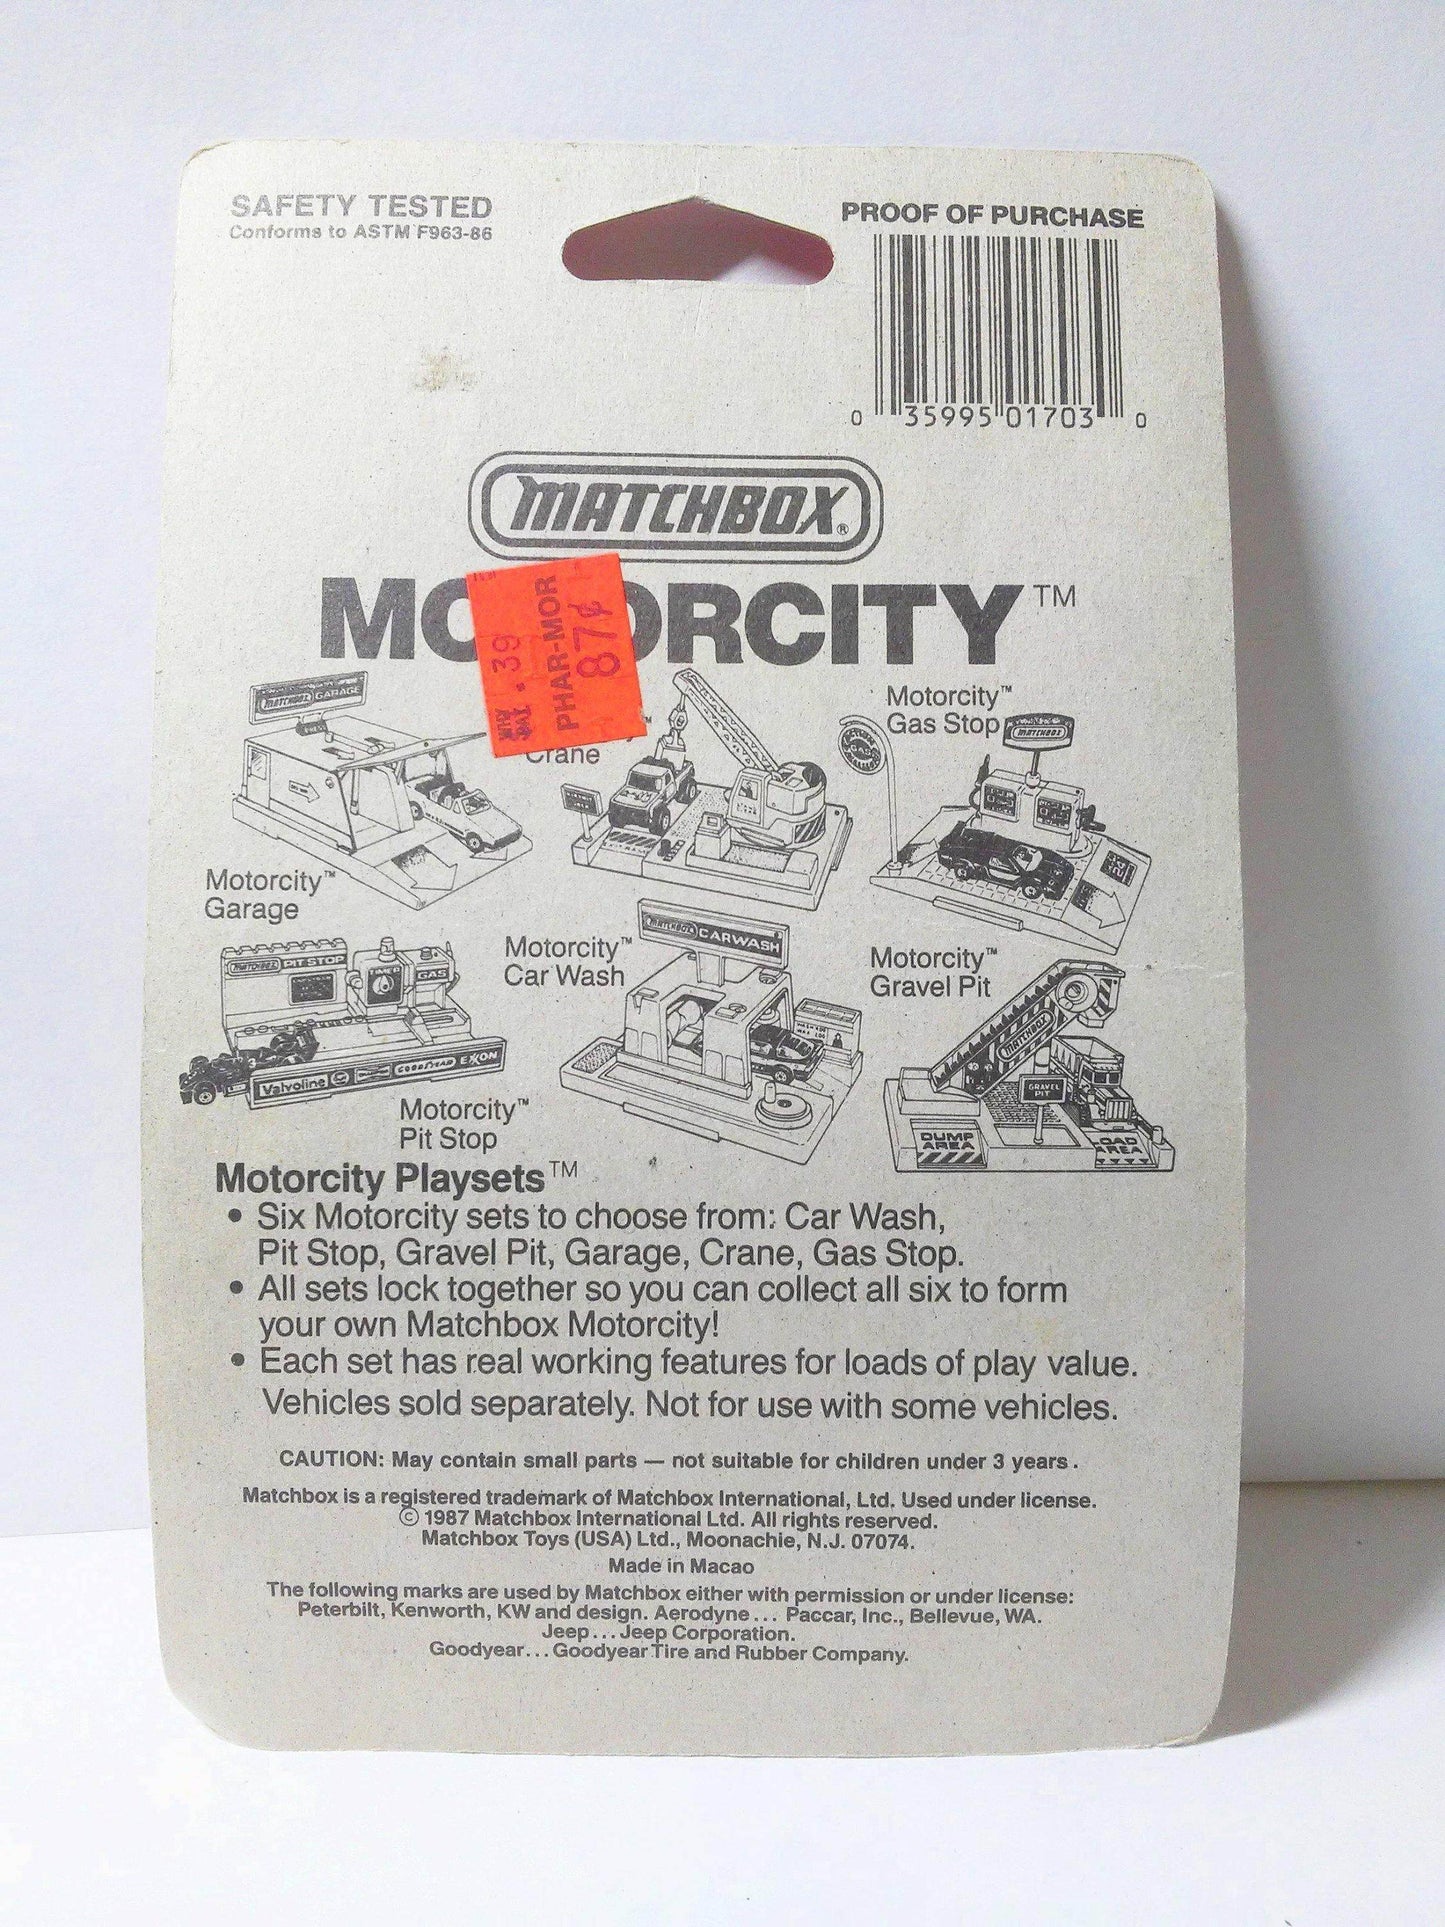 SAFETY TESTED
Conforms to ASTM F963-86
PROOF OF PURCHASE
0 35995 01703 0
MATCHBOX®
MO ORCITY™
PHAR-MOR
87¢
.39
MATCHBOX GARAGE
Motorcity™
Garage
Crane
Motorcity™
Gas Stop
MATCHBOX
GAS
MATCHBOX PIT STOP
GAS
Valvoline GOODYEAR EXXON
Motorcity™
Pit Stop
Motorcity™
Car Wash
MATCHBOX CARWASH
Motorcity™
Gravel Pit
MATCHBOX
GRAVEL
PIT
DUMP
AREA
LOAD
AREA
Motorcity Playsets™
• Six Motorcity sets to choose from: Car Wash,
Pit Stop, Gravel Pit, Garage, Crane, Gas Stop.
• All sets lock together so you can collect all six to form
your own Matchbox Motorcity!
• Each set has real working features for loads of play value.
Vehicles sold separately. Not for use with some vehicles.
CAUTION: May contain small parts — not suitable for children under 3 years.
Matchbox is a registered trademark of Matchbox International, Ltd. Used under license.
© 1987 Matchbox International Ltd. All rights reserved.
Matchbox Toys (USA) Ltd., Moonachie, N.J. 07074.
Made in Macao
The following marks are used by Matchbox either with permission or under license:
Peterbilt, Kenworth, KW and design. Aerodyne... Paccar, Inc., Bellevue, WA.
Jeep...Jeep Corporation.
Goodyear...Goodyear Tire and Rubber Company.